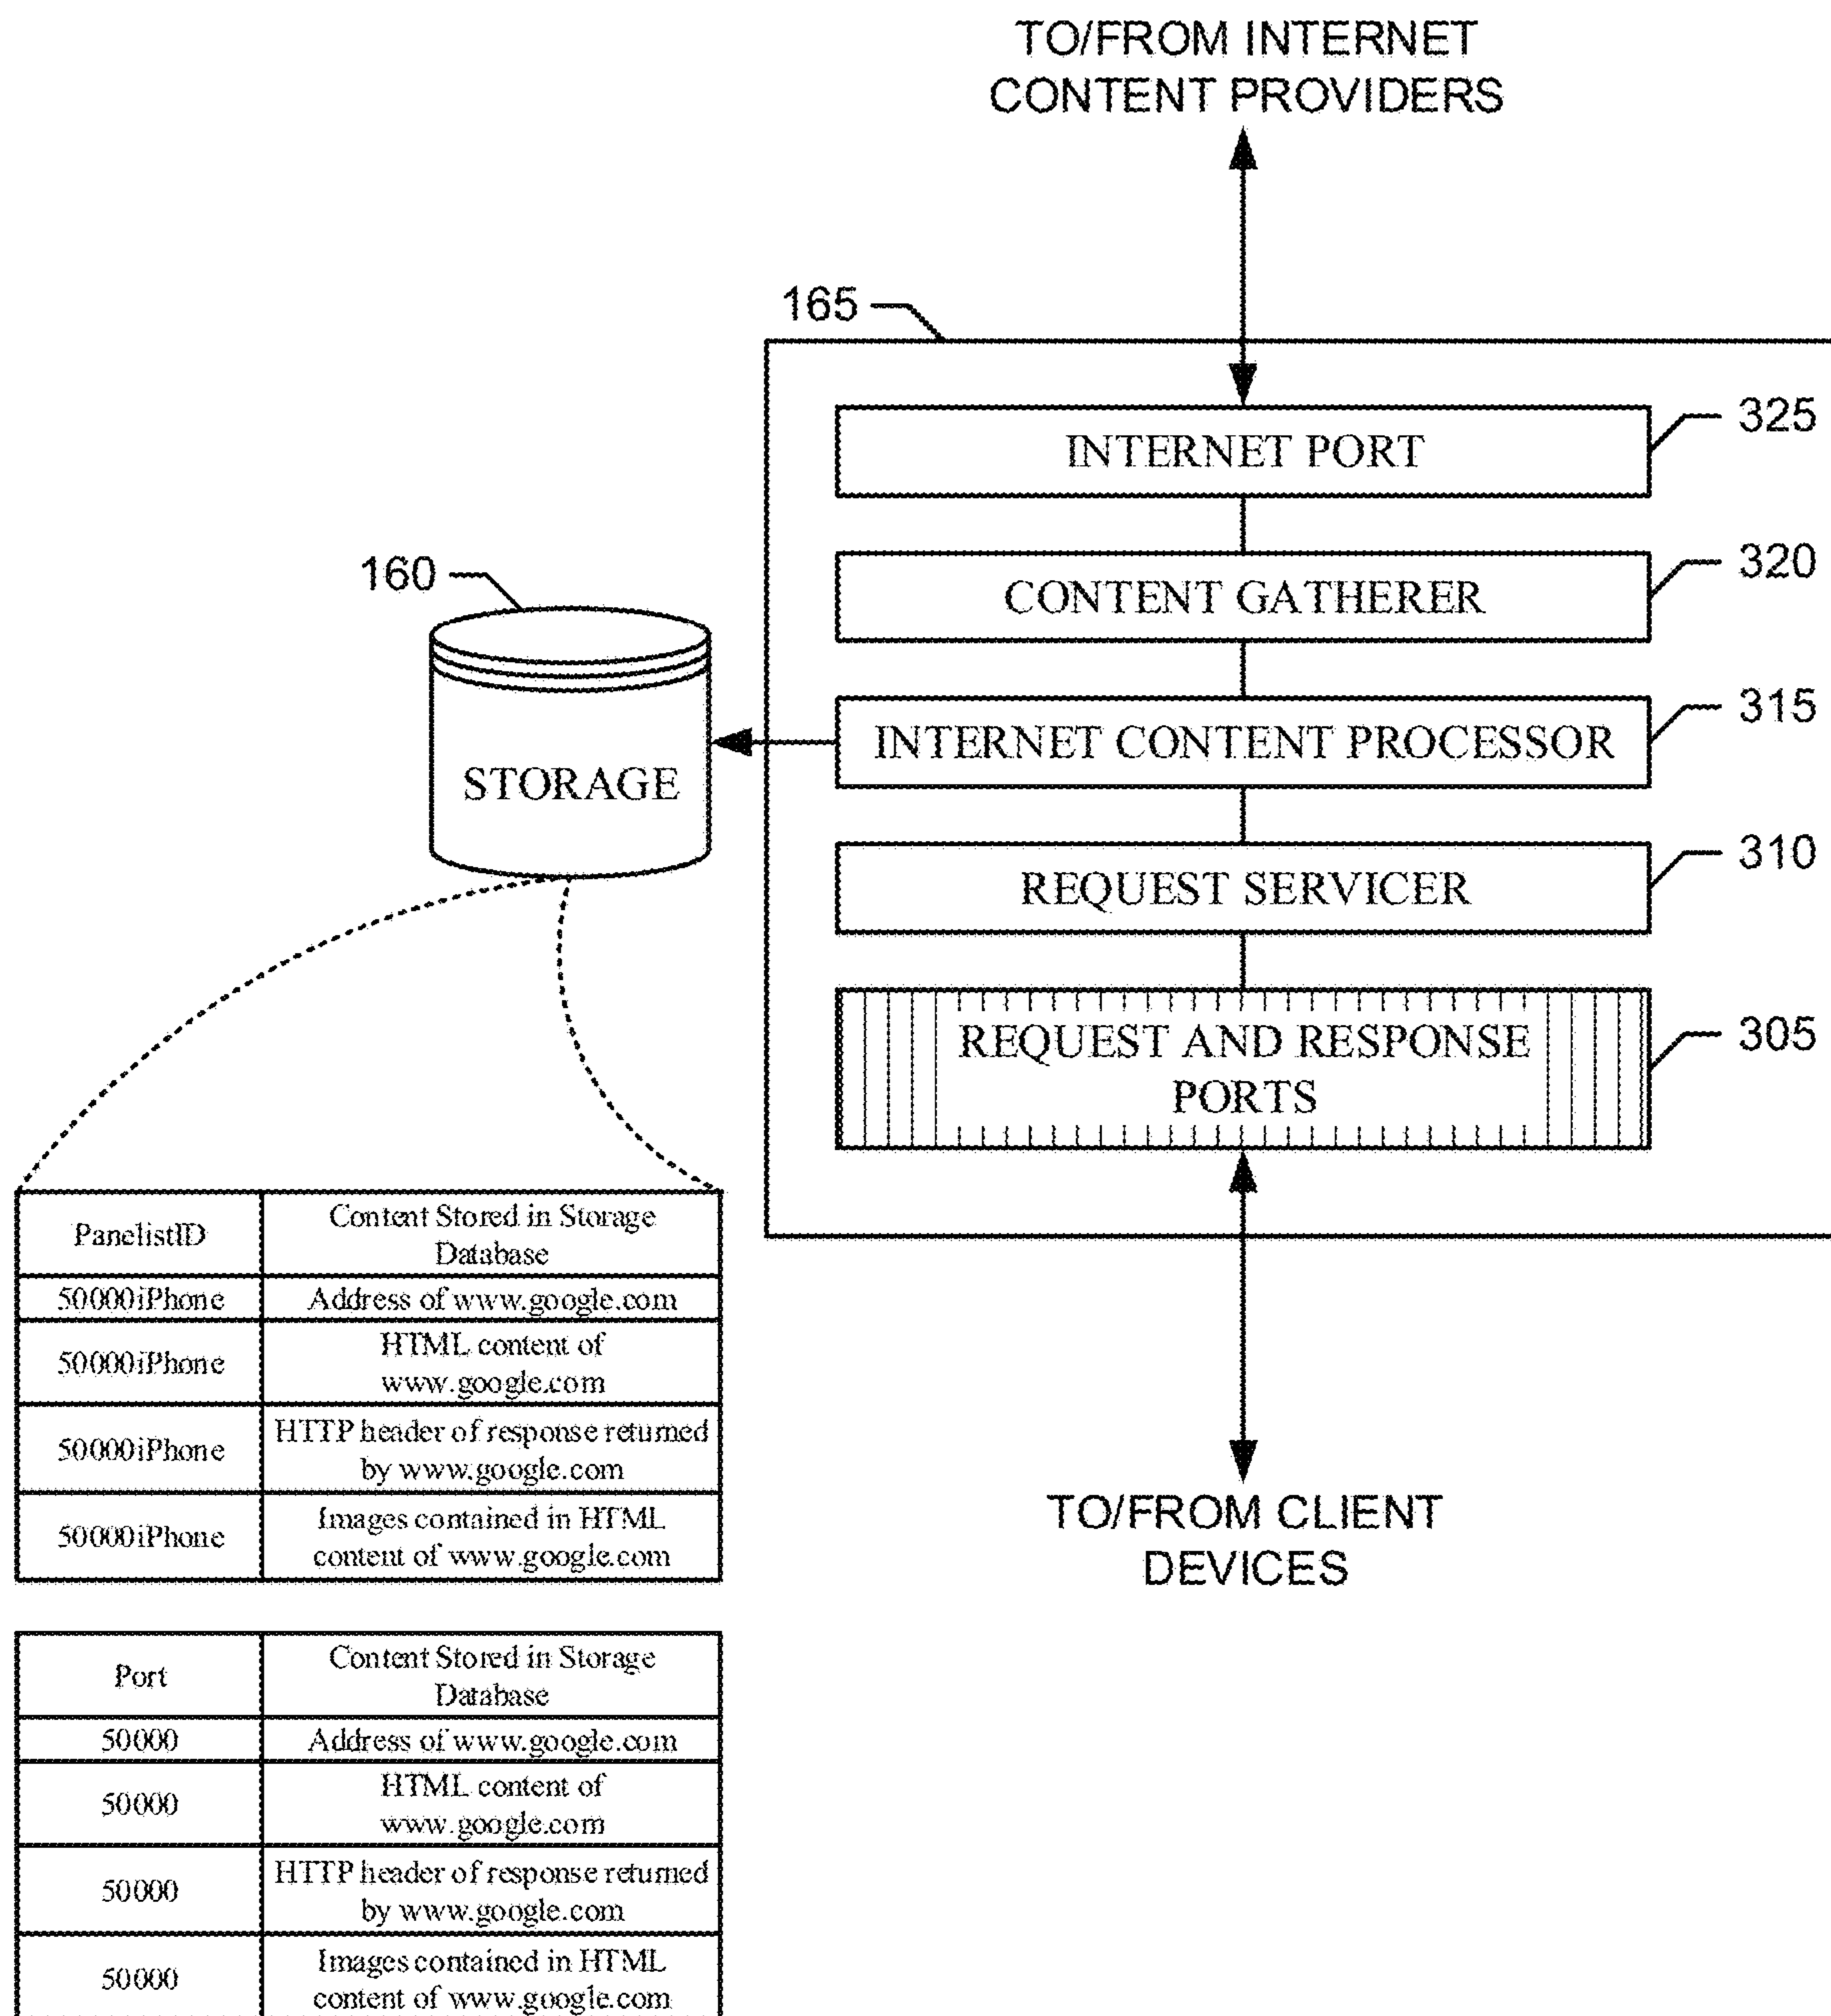 TO/FROM INTERNET
CONTENT PROVIDERS
165
INTERNET PORT
325
CONTENT GATHERER
320
160
INTERNET CONTENT PROCESSOR
315
STORAGE
REQUEST SERVICER
310
REQUEST AND RESPONSE
PORTS
305
TO/FROM CLIENT
DEVICES
PanelistID
Content Stored in Storage
Database
50000iPhone
Address of www.google.com
50000iPhone
HTML content of
www.google.com
50000iPhone
HTTP header of response returned
by www.google.com
50000iPhone
Images contained in HTML
content of www.google.com
Port
Content Stored in Storage
Database
50000
Address of www.google.com
50000
HTML content of
www.google.com
50000
HTTP header of response returned
by www.google.com
50000
Images contained in HTML
content of www.google.com